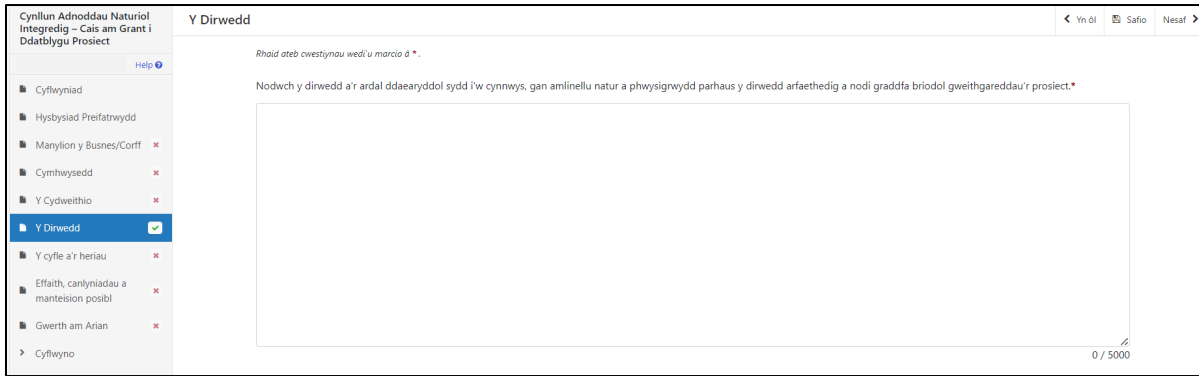 Cynllun Adnoddau Naturiol
Integredig – Cais am Grant i
Ddatblygu Prosiect
Help
Cyflwyniad
Hysbysiad Preifatrwydd
Manylion y Busnes/Corff
Cymhwysedd
Y Cydweithio
Y Dirwedd
Y cyfle a'r heriau
Effaith, canlyniadau a
manteision posibl
Gwerth am Arian
Cyflwyno
Y Dirwedd
Yn ôl Safio Nesaf
Rhaid ateb cwestiynau wedi'u marcio â * .
Nodwch y dirwedd a'r ardal ddaearyddol sydd i'w cynnwys, gan amlinellu natur a phwysigrwydd parhaus y dirwedd arfaethedig a nodi graddfa briodol gweithgareddau'r prosiect.*
0 / 5000